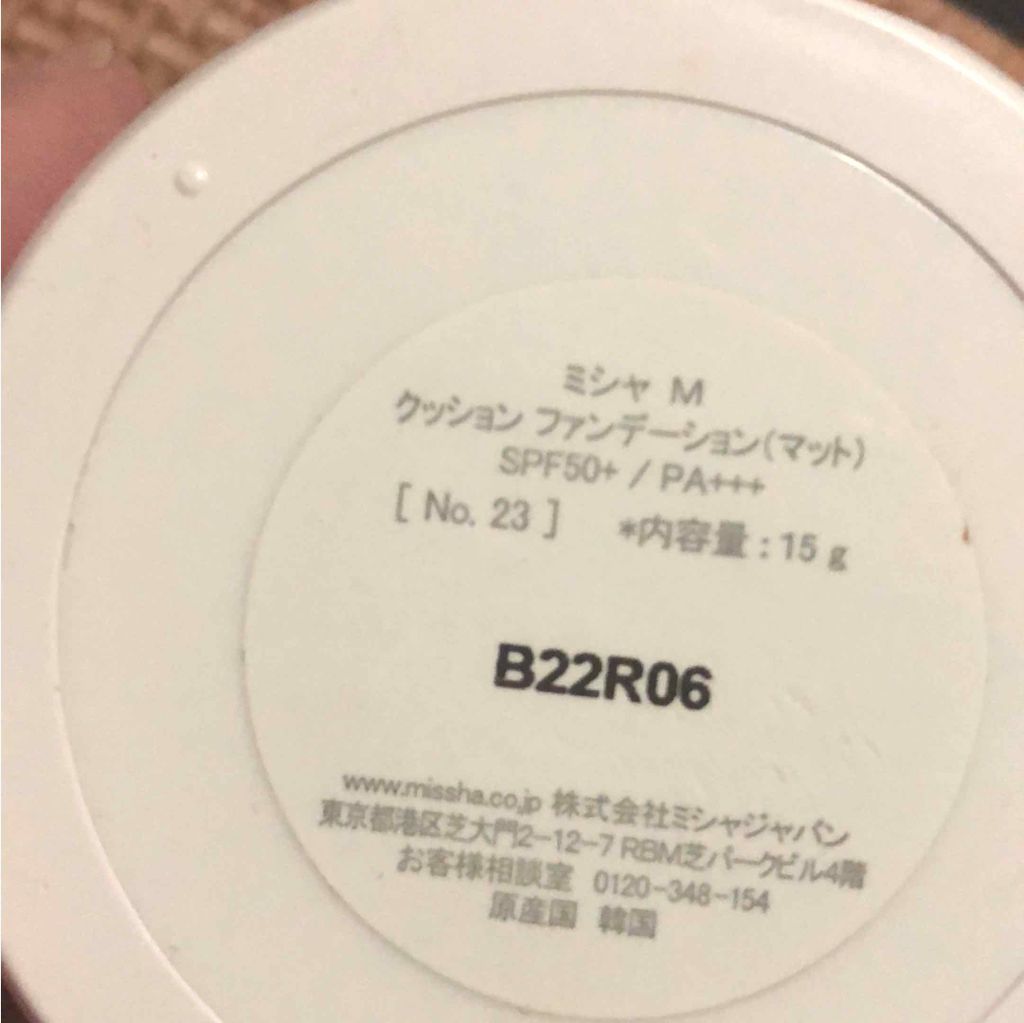 ミシャ M
クッション ファンデーション(マット)
SPF50+ / PA+++
[ No. 23 ] *内容量 : 15 g
B22R06
www.missha.co.jp 株式会社ミシャジャパン
東京都港区芝大門2-12-7 RBM芝パークビル4階
お客様相談室 0120-348-154
原産国 韓国